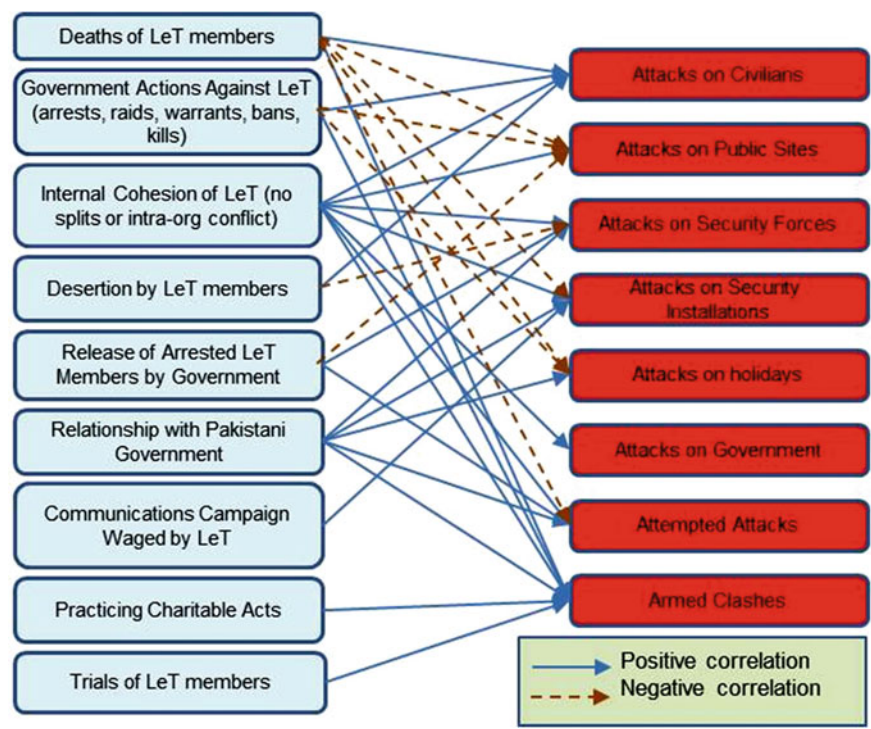 Deaths of LeT members
Government Actions Against LeT
(arrests, raids, warrants, bans,
kills)
Internal Cohesion of LeT (no
splits or intra-org conflict)
Desertion by LeT members
Release of Arrested LeT
Members by Government
Relationship with Pakistani
Government
Communications Campaign
Waged by LeT
Practicing Charitable Acts
Trials of LeT members
Attacks on Civilians
Attacks on Public Sites
Attacks on Security Forces
Attacks on Security
Installations
Attacks on holidays
Attacks on Government
Attempted Attacks
Armed Clashes
Positive correlation
Negative correlation